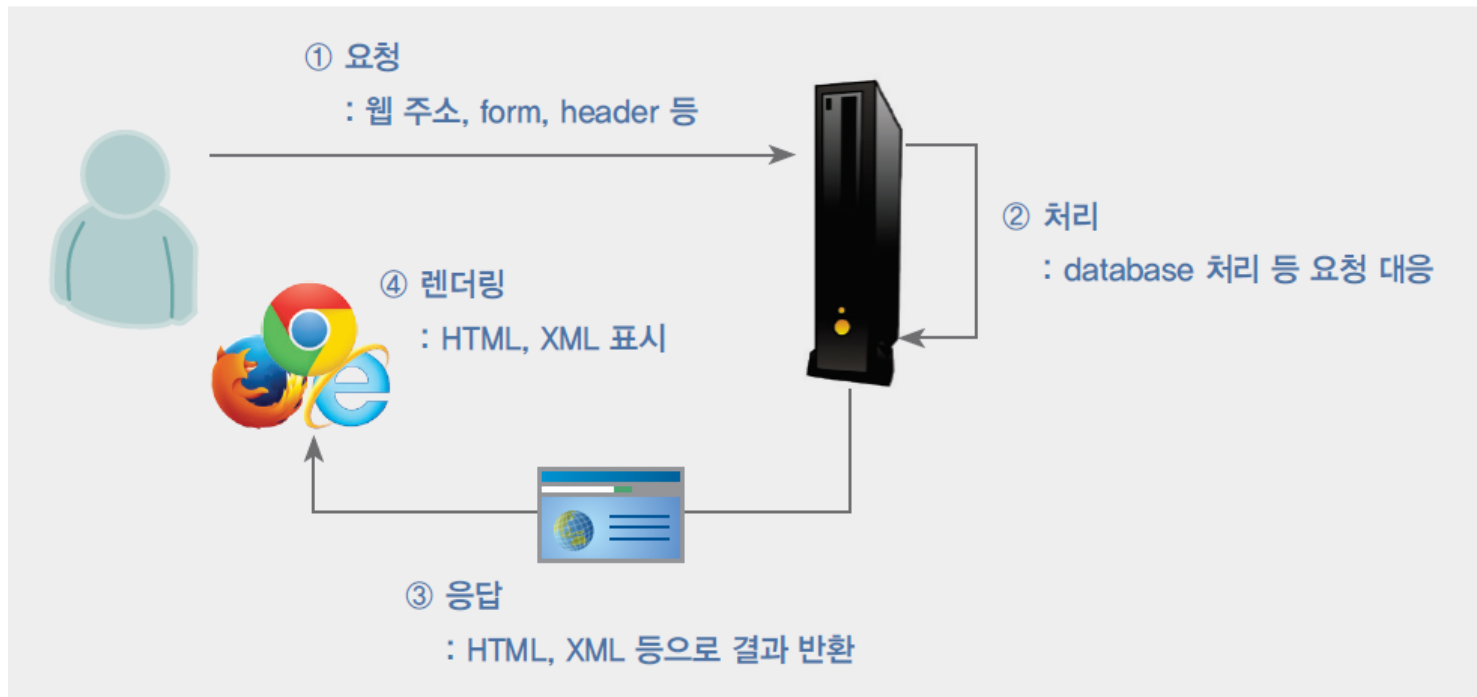 ① 요청
: 웹 주소, form, header 등
② 처리
: database 처리 등 요청 대응
④ 렌더링
: HTML, XML 표시
③ 응답
: HTML, XML 등으로 결과 반환